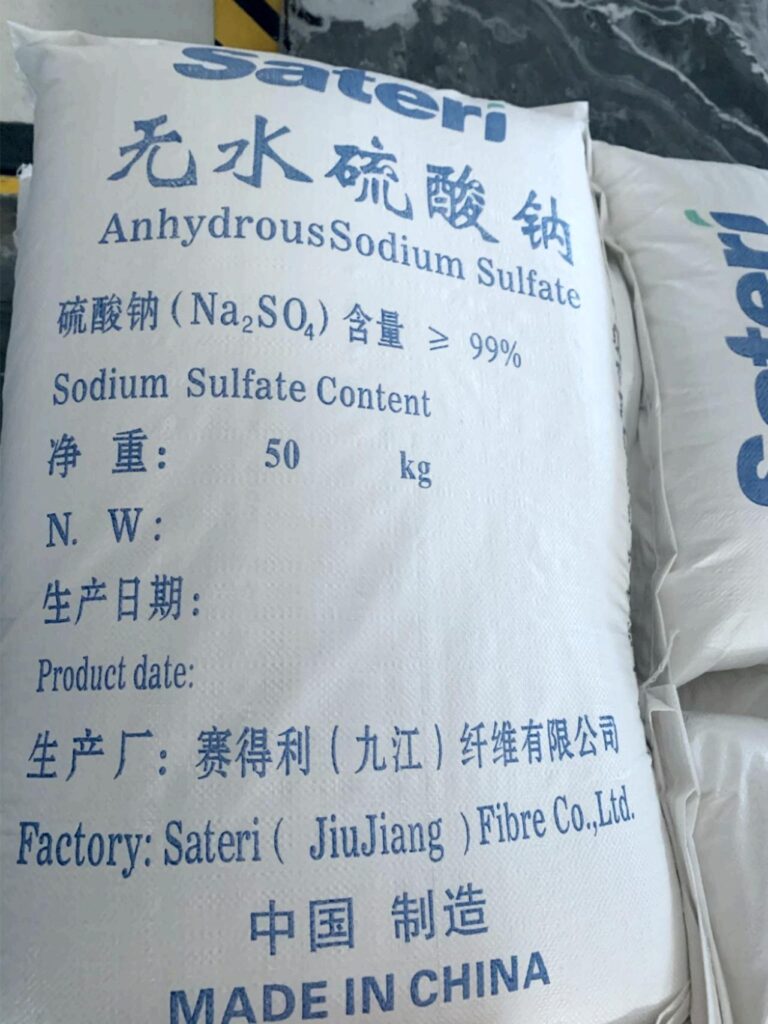 Sateri
无水硫酸钠
Anhydrous Sodium Sulfate
硫酸钠(Na₂SO₄)含量 ≥ 99%
Sodium Sulfate Content
净 重: 50 kg
N. W:
生产日期:
Product date:
生产厂: 赛得利(九江)纤维有限公司
Factory: Sateri ( JiuJiang ) Fibre Co.,Ltd.
中国 制造
MADE IN CHINA
Sateri